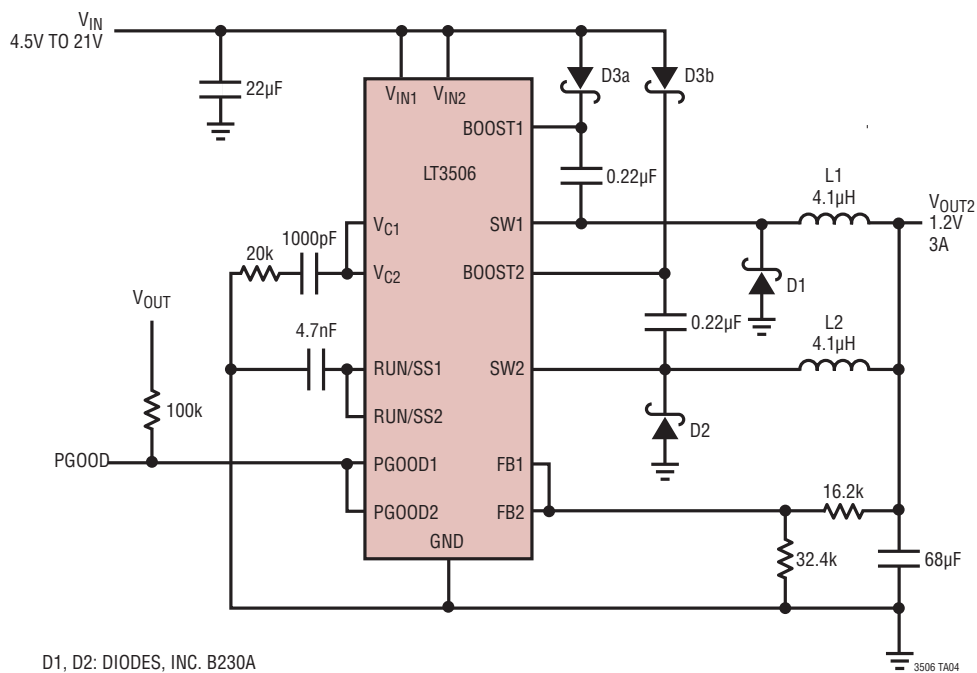 VIN
4.5V TO 21V
22µF
VIN1
VIN2
D3a
D3b
BOOST1
LT3506
0.22µF
L1
4.1µH
VOUT2
1.2V
3A
VC1
SW1
1000pF
20k
VC2
BOOST2
D1
VOUT
4.7nF
0.22µF
L2
4.1µH
RUN/SS1
SW2
100k
RUN/SS2
D2
PGOOD
PGOOD1
FB1
16.2k
PGOOD2
FB2
GND
32.4k
68µF
D1, D2: DIODES, INC. B230A
3506 TA04